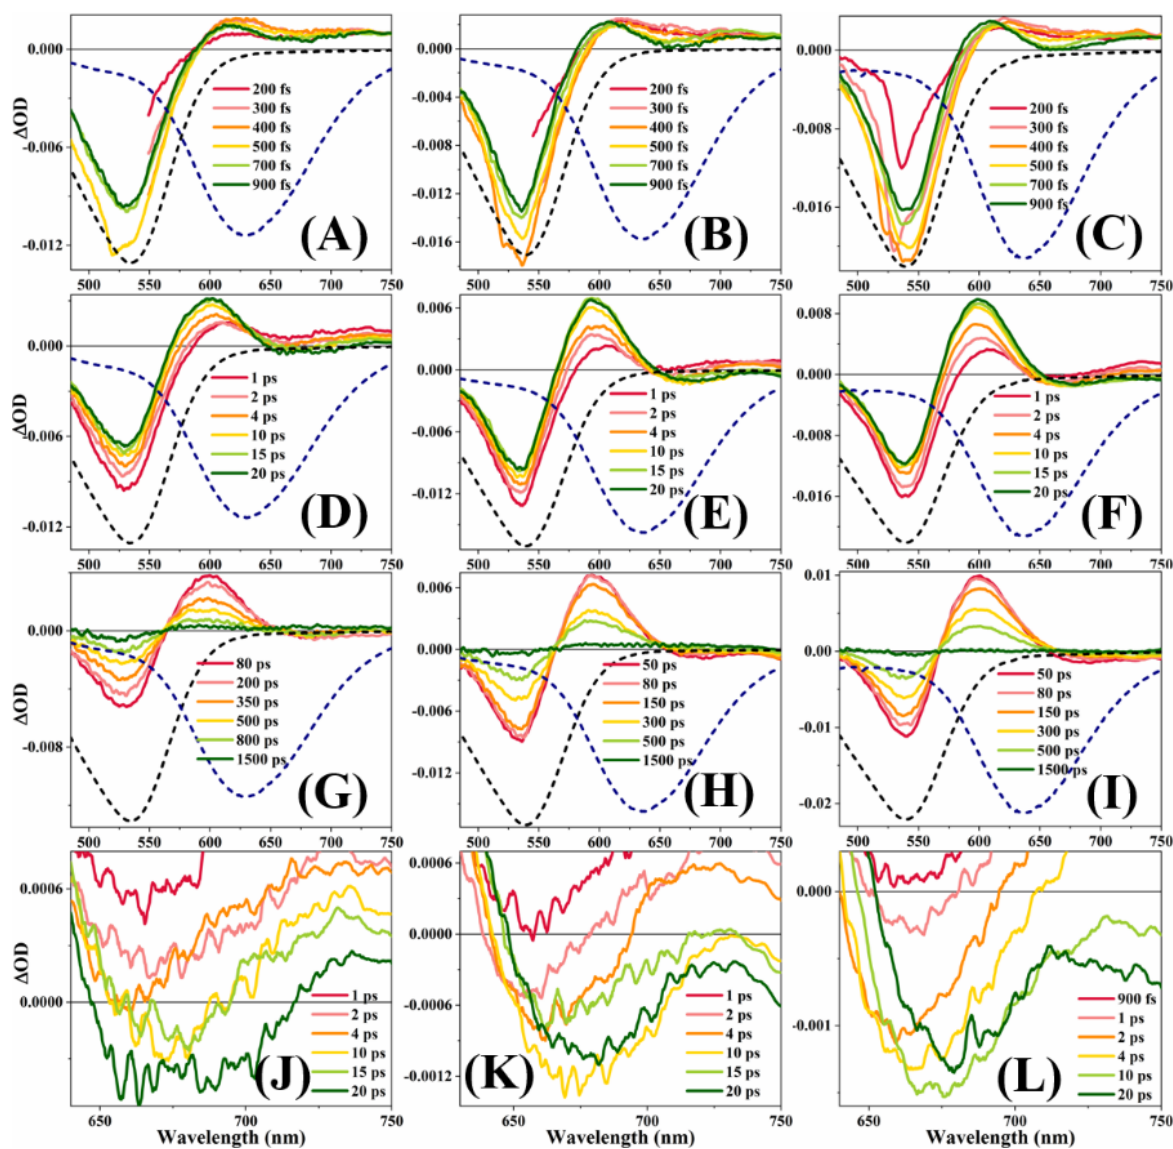 0.000
-0.006
-0.012
ΔOD
200 fs
300 fs
400 fs
500 fs
700 fs
900 fs
(A)
500 550 600 650 700 750
0.000
-0.004
-0.008
-0.012
-0.016
200 fs
300 fs
400 fs
500 fs
700 fs
900 fs
(B)
500 550 600 650 700 750
0.000
-0.008
-0.016
200 fs
300 fs
400 fs
500 fs
700 fs
900 fs
(C)
500 550 600 650 700 750
0.000
-0.006
-0.012
ΔOD
1 ps
2 ps
4 ps
10 ps
15 ps
20 ps
(D)
500 550 600 650 700 750
0.006
0.000
-0.006
-0.012
1 ps
2 ps
4 ps
10 ps
15 ps
20 ps
(E)
500 550 600 650 700 750
0.008
0.000
-0.008
-0.016
1 ps
2 ps
4 ps
10 ps
15 ps
20 ps
(F)
500 550 600 650 700 750
0.000
-0.008
ΔOD
80 ps
200 ps
350 ps
500 ps
800 ps
1500 ps
(G)
500 550 600 650 700 750
0.006
0.000
-0.006
-0.012
50 ps
80 ps
150 ps
300 ps
500 ps
1500 ps
(H)
500 550 600 650 700 750
0.01
0.00
-0.01
-0.02
50 ps
80 ps
150 ps
300 ps
500 ps
1500 ps
(I)
500 550 600 650 700 750
0.0006
0.0000
ΔOD
1 ps
2 ps
4 ps
10 ps
15 ps
20 ps
(J)
650 700 750
Wavelength (nm)
0.0006
0.0000
-0.0006
-0.0012
1 ps
2 ps
4 ps
10 ps
15 ps
20 ps
(K)
650 700 750
Wavelength (nm)
0.000
-0.001
900 fs
1 ps
2 ps
4 ps
10 ps
20 ps
(L)
650 700 750
Wavelength (nm)